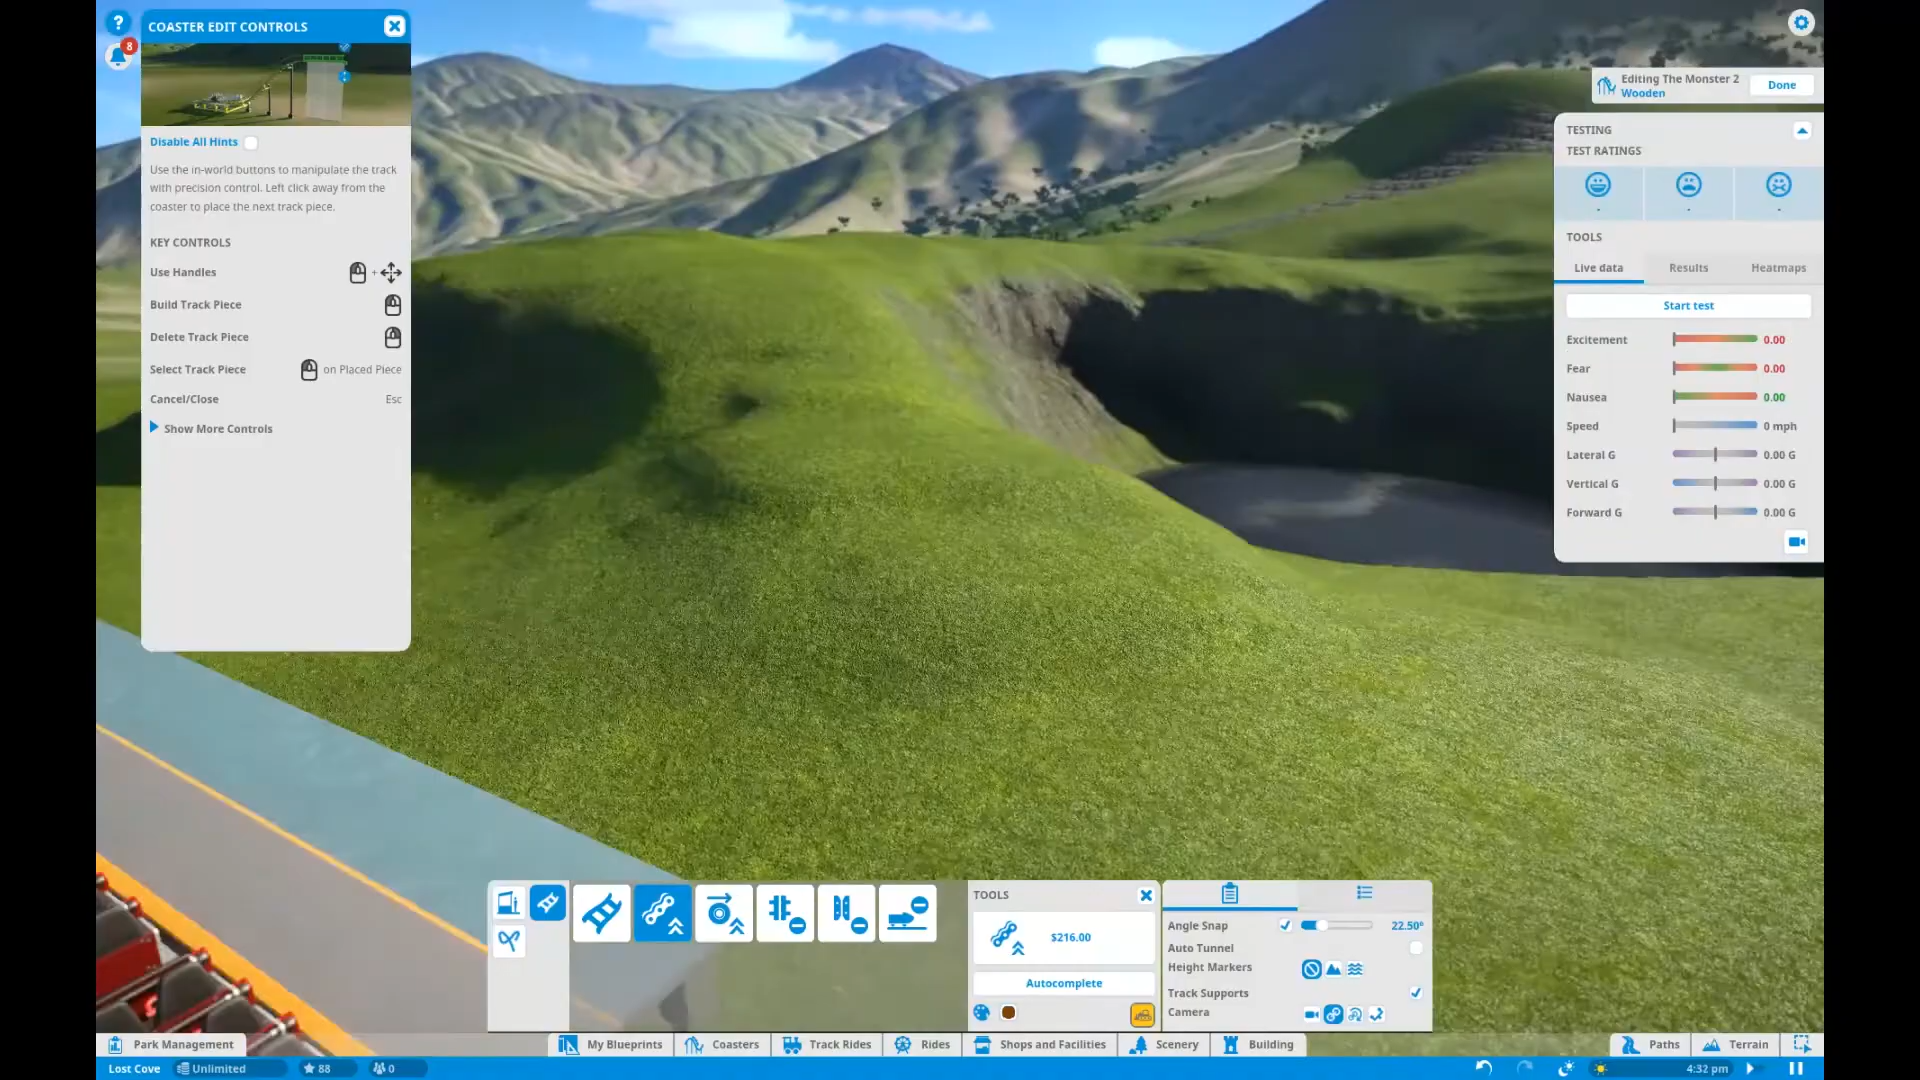 COASTER EDIT CONTROLS
8
Disable All Hints
Use the in-world buttons to manipulate the track
with precision control. Left click away from the
coaster to place the next track piece.
KEY CONTROLS
Use Handles +
Build Track Piece
Delete Track Piece
Select Track Piece on Placed Piece
Cancel/Close Esc
Show More Controls
Editing The Monster 2
Wooden
Done
TESTING
TEST RATINGS
- - -
TOOLS
Live data Results Heatmaps
Start test
Excitement 0.00
Fear 0.00
Nausea 0.00
Speed 0 mph
Lateral G 0.00 G
Vertical G 0.00 G
Forward G 0.00 G
TOOLS
$216.00
Autocomplete
Angle Snap 22.50°
Auto Tunnel
Height Markers
Track Supports
Camera
Park Management
My Blueprints
Coasters
Track Rides
Rides
Shops and Facilities
Scenery
Building
Paths
Terrain
Lost Cove Unlimited 88 0
4:32 pm